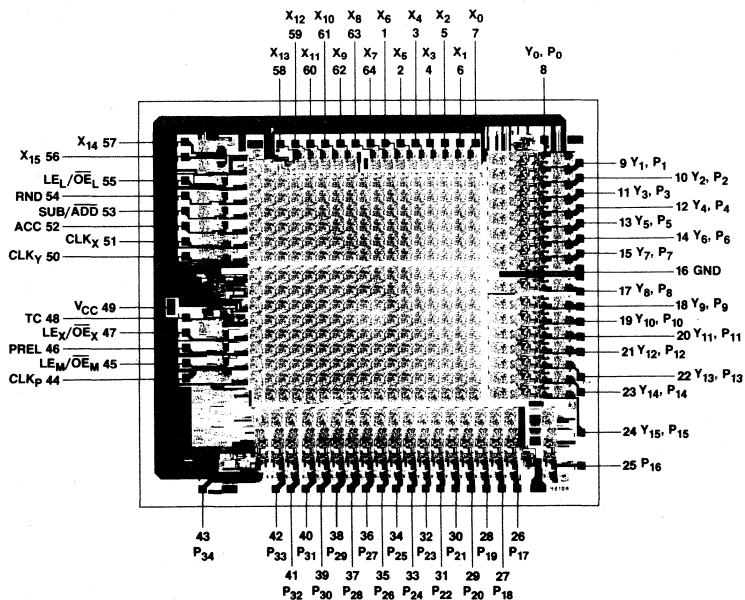 X12 X10 X8 X6 X4 X2 X0
59 61 63 1 3 5 7
X13 X11 X9 X7 X5 X3 X1 Y0, P0
58 60 62 64 2 4 6 8
X14 57
X15 56
LEL/OEL 55
RND 54
SUB/ADD 53
ACC 52
CLKX 51
CLKY 50
VCC 49
TC 48
LEX/OEX 47
PREL 46
LEM/OEM 45
CLKP 44
9 Y1, P1
10 Y2, P2
11 Y3, P3
12 Y4, P4
13 Y5, P5
14 Y6, P6
15 Y7, P7
16 GND
17 Y8, P8
18 Y9, P9
19 Y10, P10
20 Y11, P11
21 Y12, P12
22 Y13, P13
23 Y14, P14
24 Y15, P15
25 P16
43 42 40 38 36 34 32 30 28 26
P34 P33 P31 P29 P27 P25 P23 P21 P19 P17
41 39 37 35 33 31 29 27
P32 P30 P28 P26 P24 P22 P20 P18